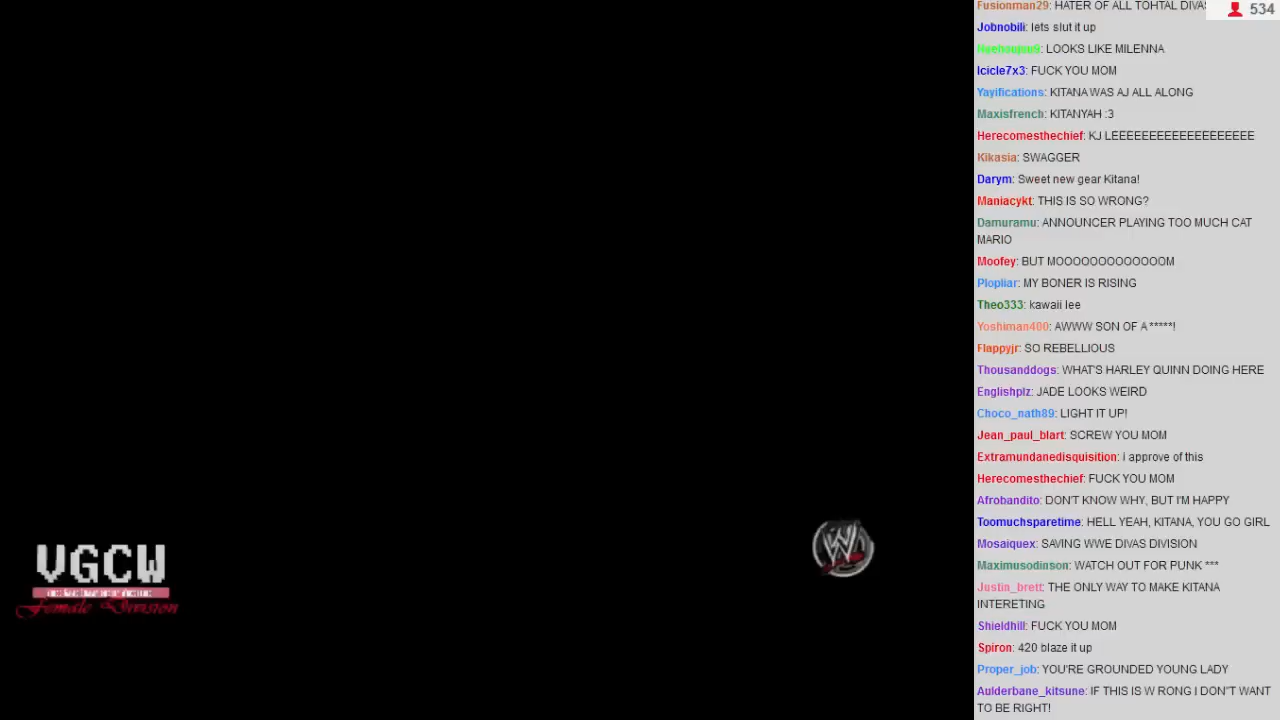 Fusionman29: HATER OF ALL TOHTAL DIVAS
534
Jobnobili: lets slut it up
LOOKS LIKE MILENNA
Icicle7x3: FUCK YOU MOM
Yayifications: KITANA WAS AJ ALL ALONG
Maxisfrench: KITANYAH :3
Herecomesthechief: KJ LEEEEEEEEEEEEEEEEEEE
Kikasia: SWAGGER
Darym: Sweet new gear Kitana!
Maniacykt: THIS IS SO WRONG?
Damuramu: ANNOUNCER PLAYING TOO MUCH CAT
MARIO
Moofey: BUT MOOOOOOOOOOOOM
Plopliar: MY BONER IS RISING
Theo333: kawaii lee
Yoshiman400: AWWW SON OF A *****!
Flappyjr: SO REBELLIOUS
Thousanddogs: WHAT'S HARLEY QUINN DOING HERE
Englishplz: JADE LOOKS WEIRD
Choco_nath89: LIGHT IT UP!
Jean_paul_blart: SCREW YOU MOM
Extramundanedisquisition: i approve of this
Herecomesthechief: FUCK YOU MOM
Afrobandito: DON'T KNOW WHY, BUT I'M HAPPY
Toomuchsparetime: HELL YEAH, KITANA, YOU GO GIRL
Mosaiquex: SAVING WWE DIVAS DIVISION
Maximusodinson: WATCH OUT FOR PUNK ***
Justin_brett: THE ONLY WAY TO MAKE KITANA
INTERETING
Shieldhill: FUCK YOU MOM
Spiron: 420 blaze it up
Proper_job: YOU'RE GROUNDED YOUNG LADY
Aulderbane_kitsune: IF THIS IS W RONG I DON"T WANT
TO BE RIGHT!
VGCW
Female Division
W